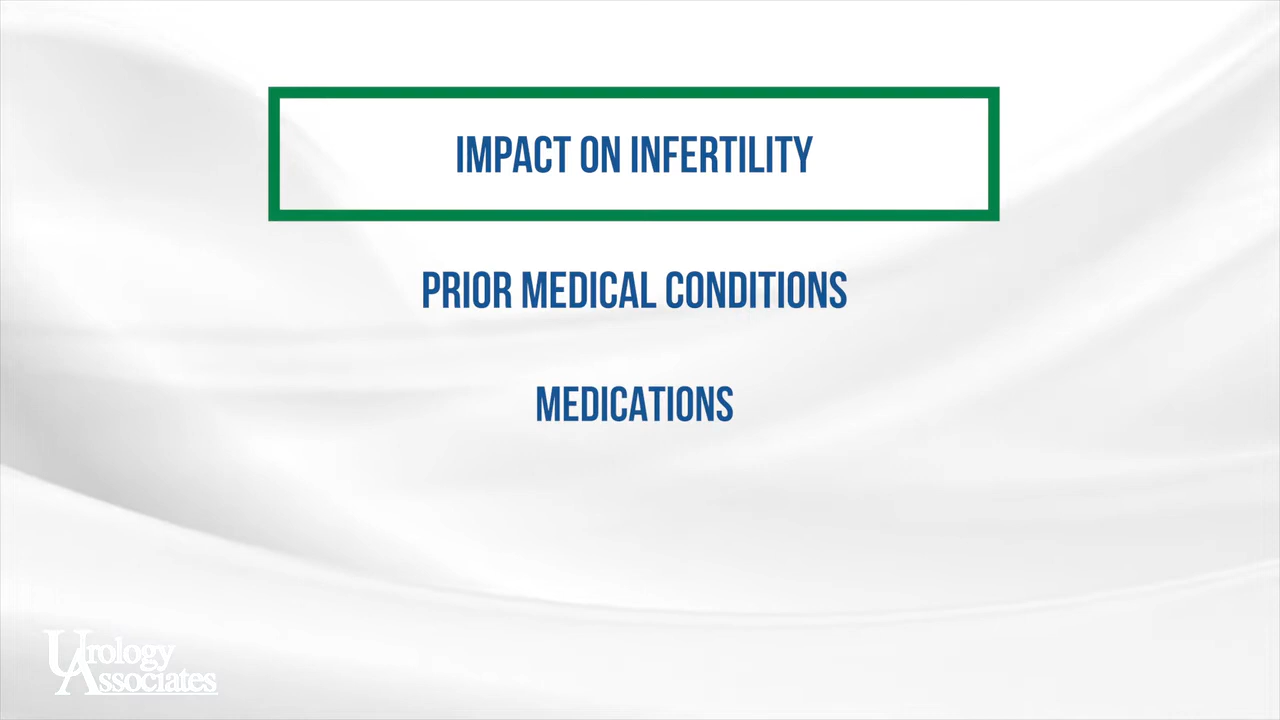 IMPACT ON INFERTILITY
PRIOR MEDICAL CONDITIONS
MEDICATIONS
Urology
Associates